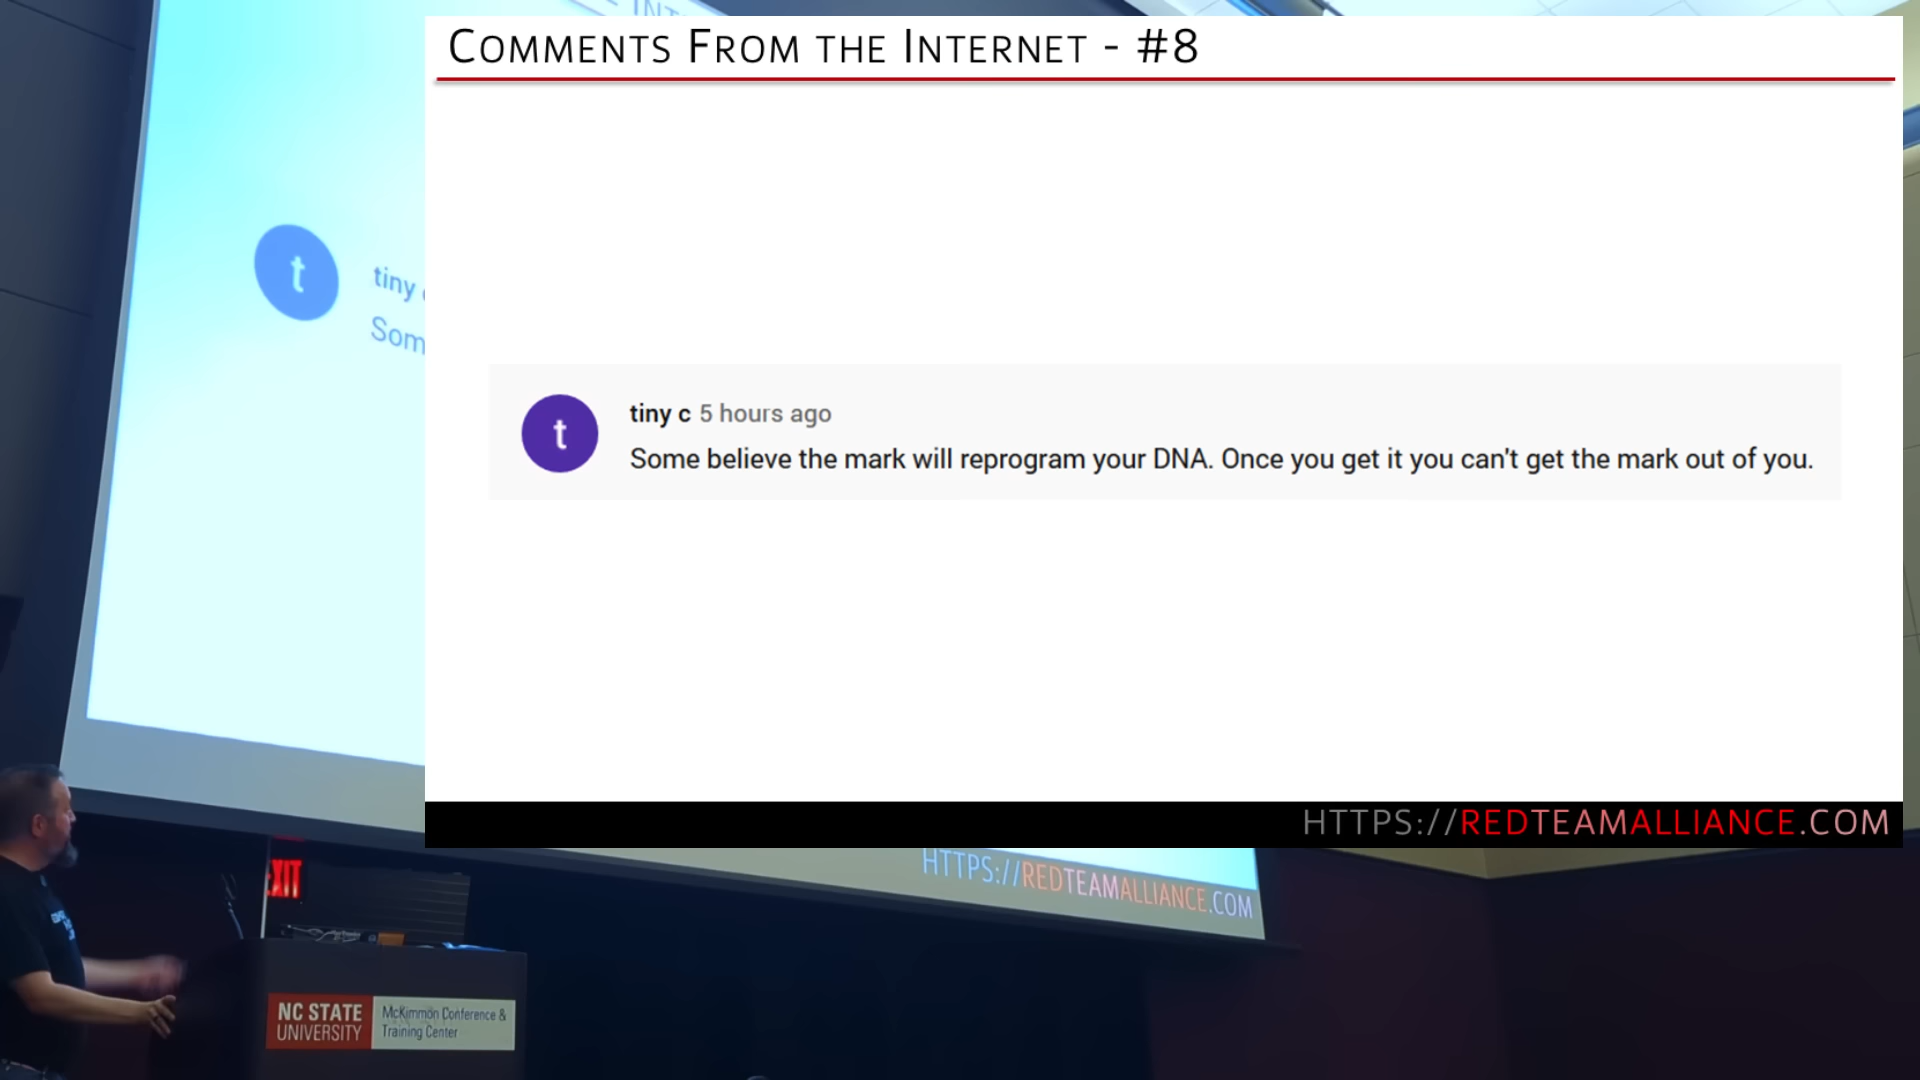 COMMENTS FROM THE INTERNET - #8
t
tiny c 5 hours ago
Some believe the mark will reprogram your DNA. Once you get it you can't get the mark out of you.
HTTPS://REDTEAMALLIANCE.COM
- INT
t
tiny
Som
HTTPS://REDTEAMALLIANCE.COM
EXIT
NC STATE
UNIVERSITY
McKimmon Conference &
Training Center